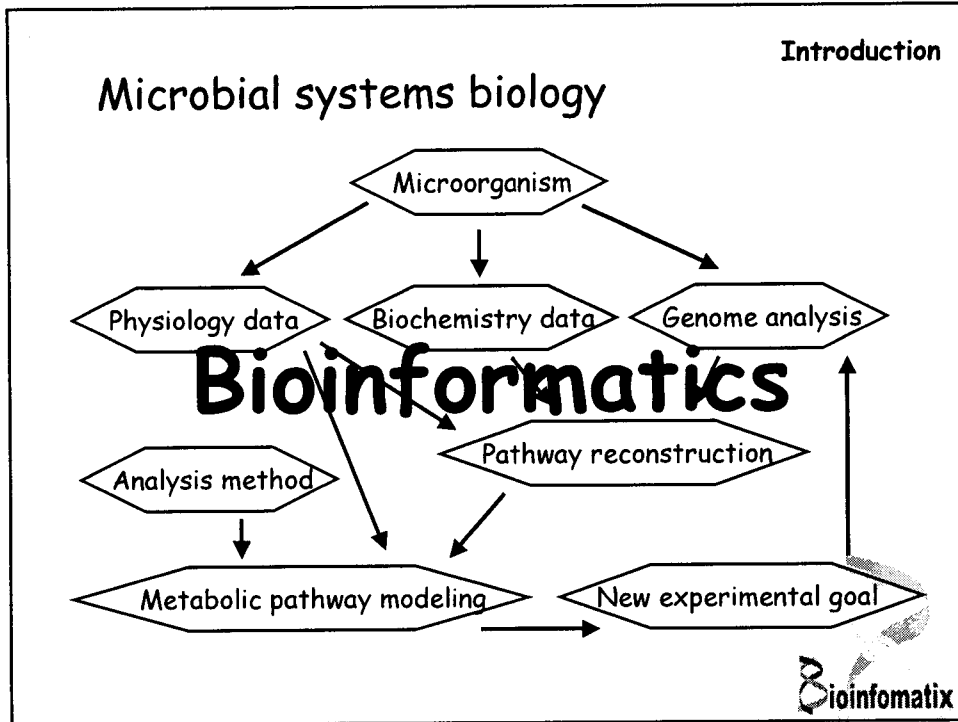 Introduction
Microbial systems biology
Microorganism
Physiology data
Biochemistry data
Genome analysis
Bioinformatics
Pathway reconstruction
Analysis method
Metabolic pathway modeling
New experimental goal
Bioinfomatix